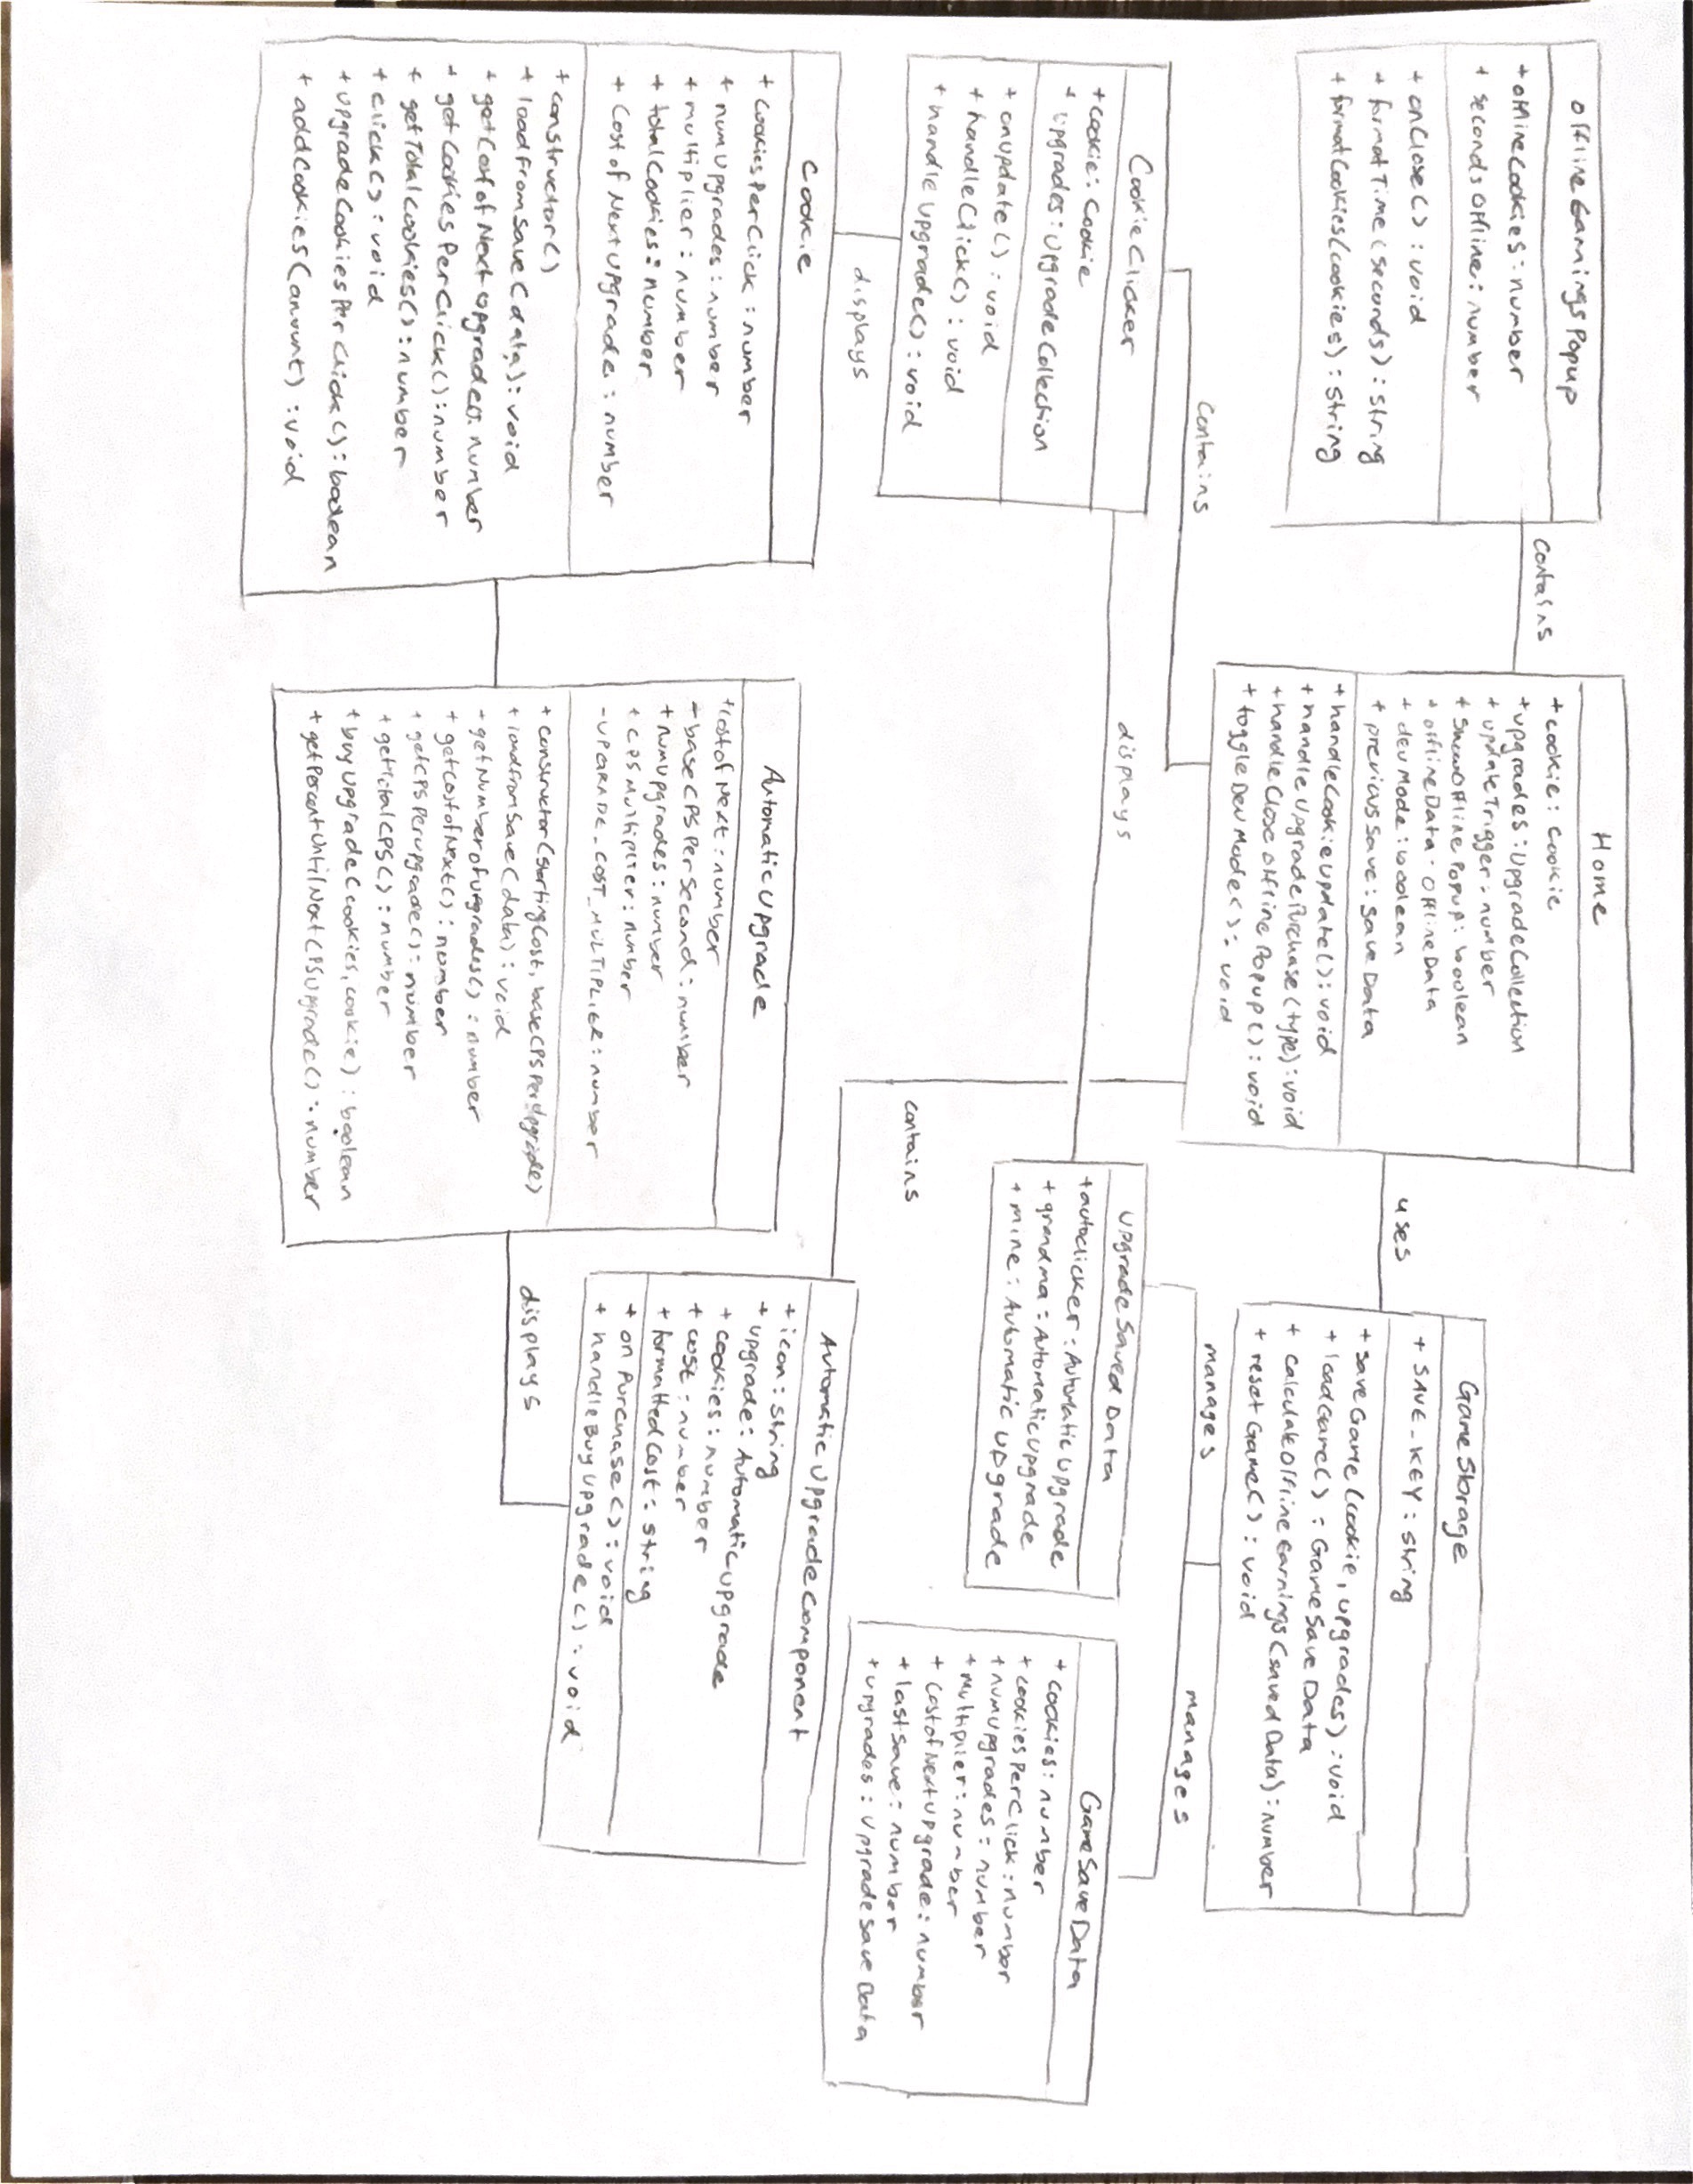 offlineEarningsPopup
+offlineCookies: number
+ secondsOffline: number
+ onClose(): void
+ formatTime(seconds): string
+ formatCookies(cookies): string
contains
Home
+cookie: Cookie
+upgrades: UpgradeCollection
+updateTrigger: number
+ showOfflinePopup: boolean
+ offlineData: OfflineData
+ devMode: boolean
+ previousSave: SaveData
+ handleCookieUpdate(): void
+ handleUpgradePurchase(type): void
+handleCloseOfflinePopup(): void
+ toggleDevMode(): void
uses
GameStorage
+ SAVE_KEY: string
+saveGame(cookie, upgrades): void
+loadGame(): GameSaveData
+ calculateOfflineEarnings(savedData): number
+ resetGame(): void
contains
CookieClicker
+cookie: Cookie
+ upgrades: UpgradeCollection
+ onUpdate(): void
+ handleClick(): void
+handleUpgrade(): void
displays
manages
manages
UpgradeSavedData
+autoclicker: AutomaticUpgrade
+ grandma: AutomaticUpgrade
+ mine: AutomaticUpgrade
GameSaveData
+ cookies: number
+cookiesPerClick: number
+numUpgrades: number
+multiplier: number
+ costofNextUpgrade: number
+ lastSave: number
+upgrades: UpgradeSaveData
displays
contains
Cookie
+ cookiesPerClick: number
+ numUpgrades: number
+multiplier: number
+ totalCookies: number
+ CostofNextUpgrade: number
+constructor()
+ loadFromSave(data): void
+ getCostofNextUpgrade: number
+ getCookiesPerClick(): number
+ getTotalCookies(): number
+click(): void
+upgradeCookiesPerClick(): boolean
+ addCookies(amount): void
AutomaticUpgrade
+costofNext: number
-baseCPSPerSecond: number
+numUpgrades: number
+CPSMultiplier: number
-UPGRADE_COST_MULTIPLIER: number
+constructor(startingCost, baseCPSPerUpgrade)
+loadFromSave(data): void
+getNumberofUpgrades(): number
+getCostofNext(): number
+ getCPSPerUpgrade(): number
+getTotalCPS(): number
+buyUpgrade(cookies, cookie): boolean
+ getPercentUntilNextCPSUpgrade(): number
displays
AutomaticUpgradeComponent
+ icon: string
+ upgrade: AutomaticUpgrade
+ cookies: number
+ cost: number
+ formattedCost: string
+ onPurchase(): void
+ handleBuyUpgrade(): void